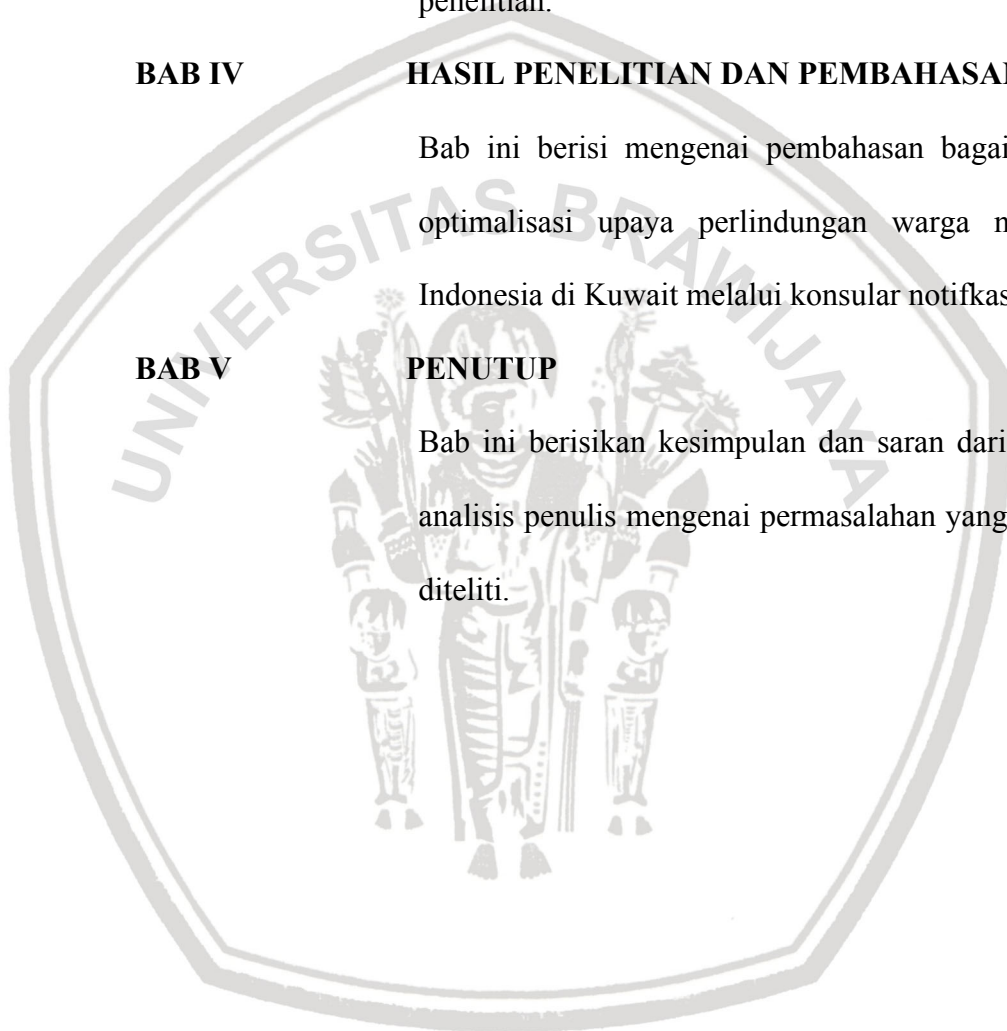 penelitian.
BAB IV HASIL PENELITIAN DAN PEMBAHASAN
Bab ini berisi mengenai pembahasan bagai
optimalisasi upaya perlindungan warga n
Indonesia di Kuwait melalui konsular notifkas
BAB V PENUTUP
Bab ini berisikan kesimpulan dan saran dari
analisis penulis mengenai permasalahan yang
diteliti.
UNIVERSITAS BRAWIJAYA